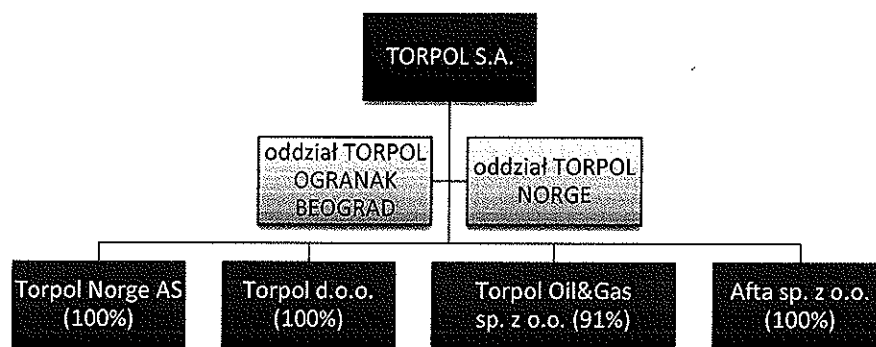 TORPOL S.A.
oddział TORPOL
OGRANAK
BEOGRAD
oddział TORPOL
NORGE
Torpol Norge AS
(100%)
Torpol d.o.o.
(100%)
Torpol Oil&Gas
sp. z o.o. (91%)
Afta sp. z o.o.
(100%)